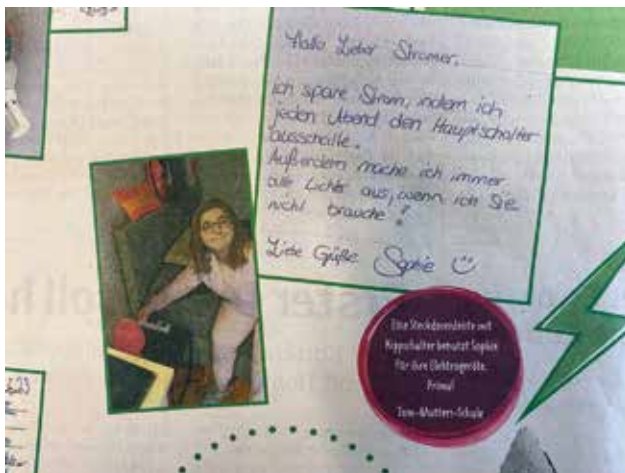 Hallo Lieber Stromer,
ich spare Strom, indem ich
jeden Abend den Hauptschalter
ausschalte.
Außerdem mache ich immer
alle Lichter aus, wenn ich Sie
nicht brauche!
Liebe Grüße Sophie
Eine Steckdosenleiste mit
Kippschalter benutzt Sophie
für ihre Elektrogeräte.
Prima!
Tom-Mutters-Schule